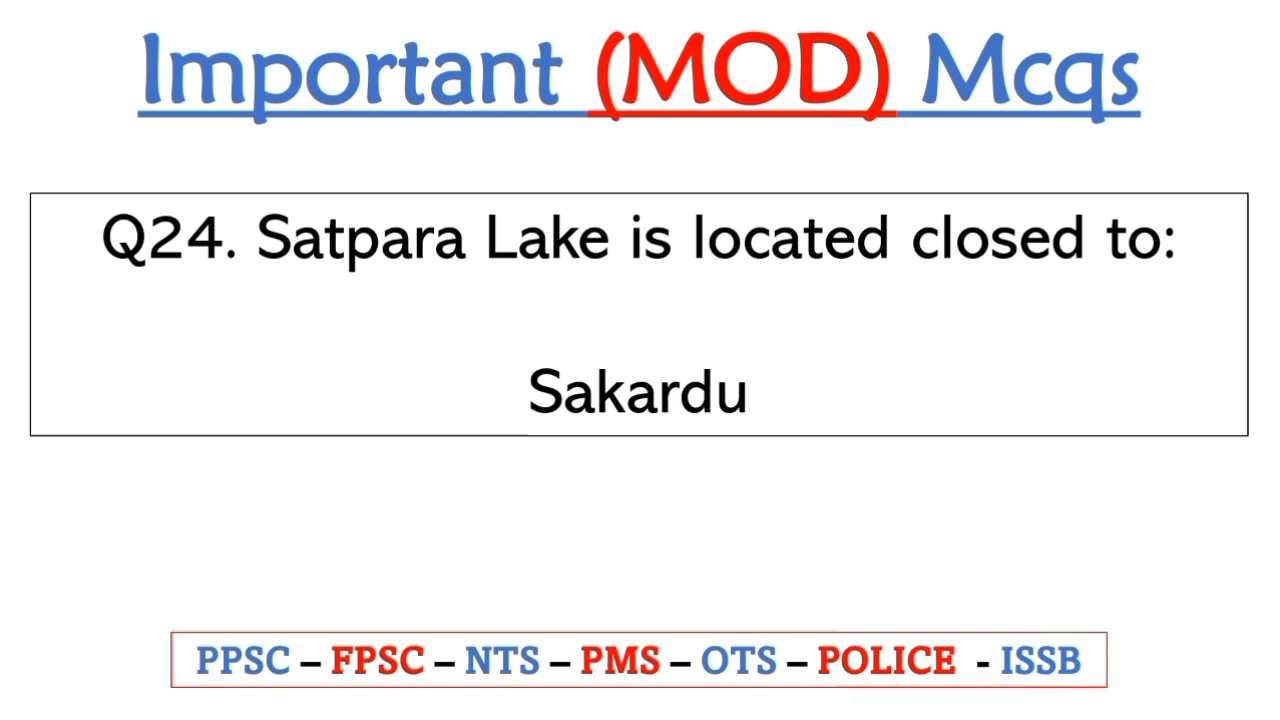 Important (MOD) Mcqs
Q24. Satpara Lake is located closed to:
Sakardu
PPSC – FPSC – NTS – PMS – OTS – POLICE - ISSB